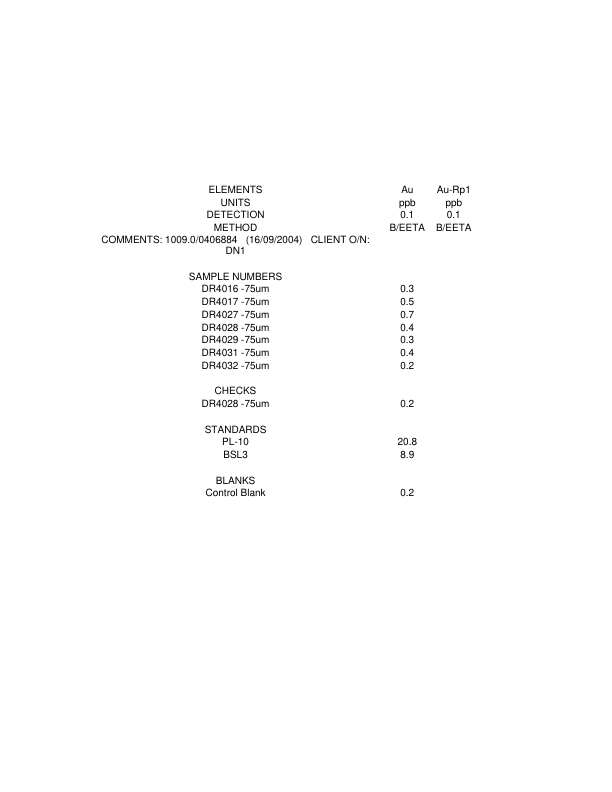 ELEMENTS Au Au-Rp1
UNITS ppb ppb
DETECTION 0.1 0.1
METHOD B/EETA B/EETA
COMMENTS: 1009.0/0406884 (16/09/2004) CLIENT O/N:
DN1
SAMPLE NUMBERS
DR4016 -75um 0.3
DR4017 -75um 0.5
DR4027 -75um 0.7
DR4028 -75um 0.4
DR4029 -75um 0.3
DR4031 -75um 0.4
DR4032 -75um 0.2
CHECKS
DR4028 -75um 0.2
STANDARDS
PL-10 20.8
BSL3 8.9
BLANKS
Control Blank 0.2